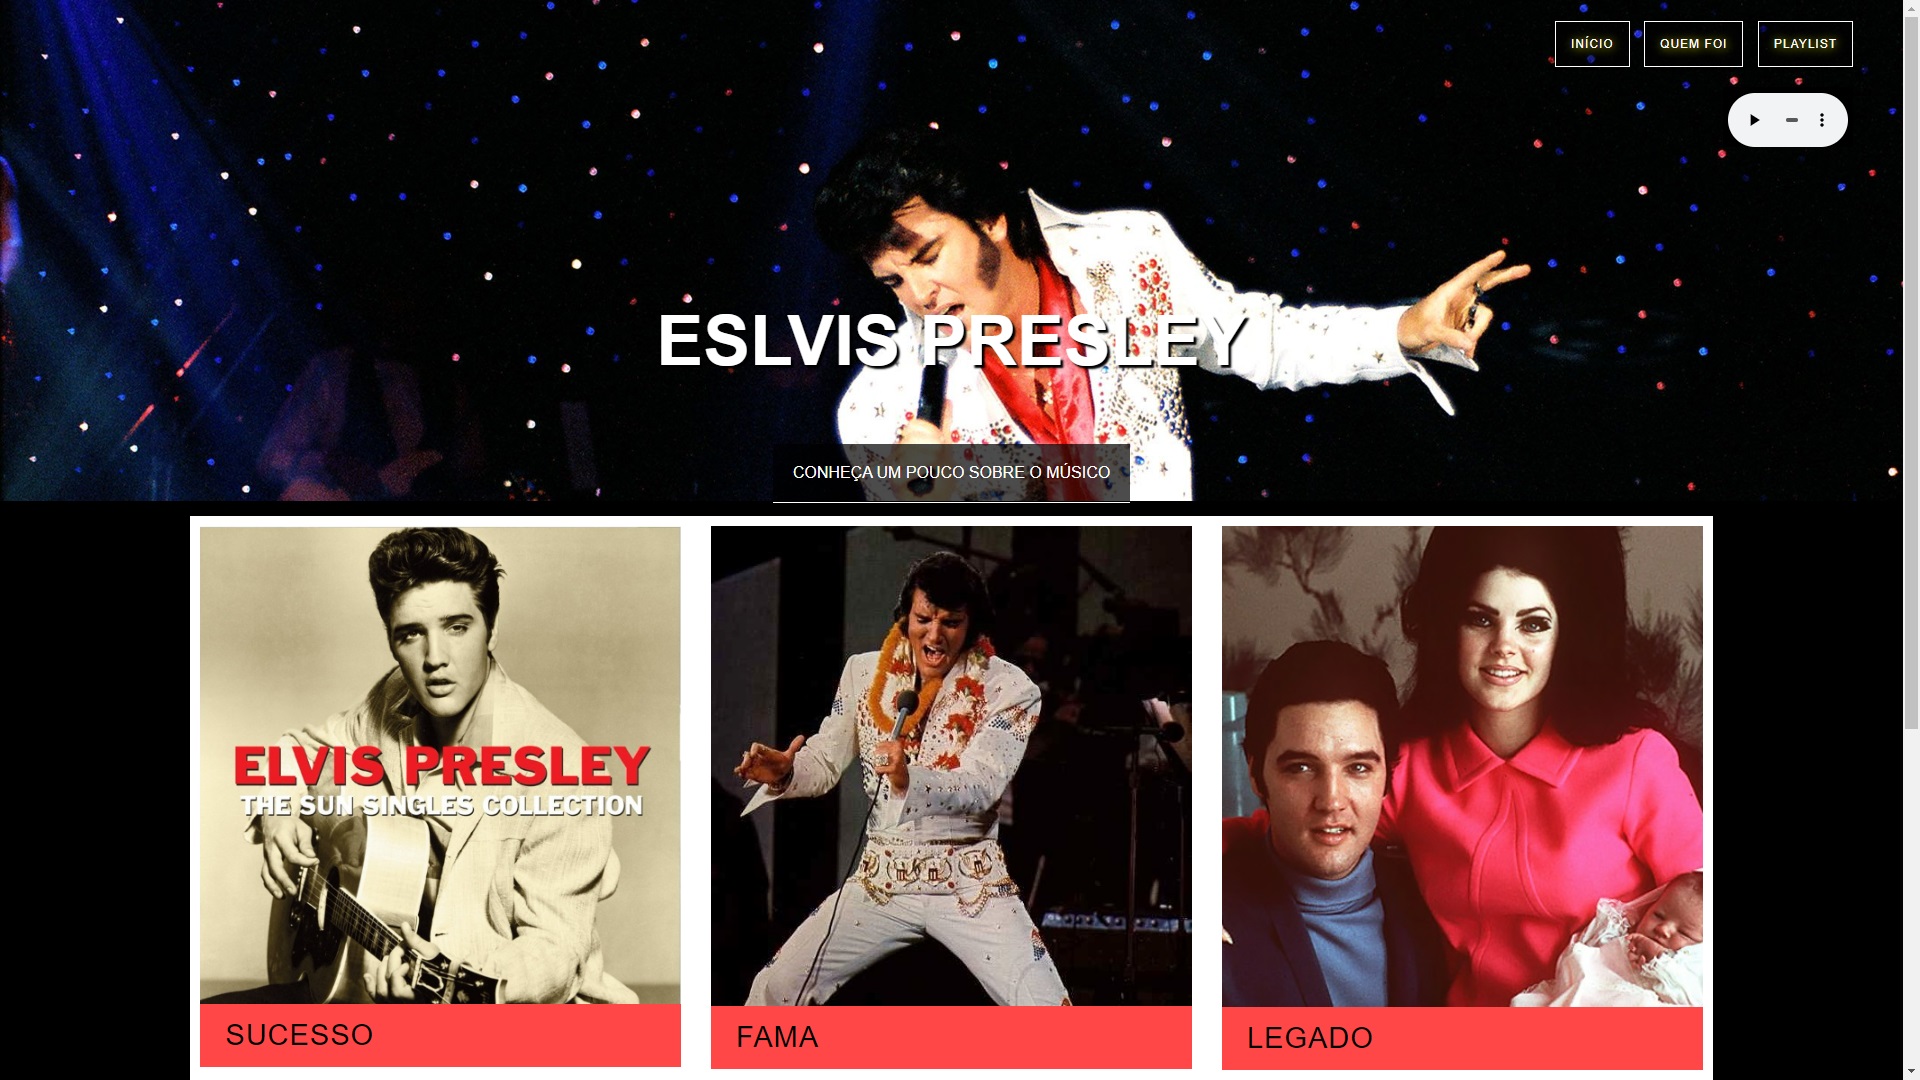 INÍCIO
QUEM FOI
PLAYLIST
ESLVIS PRESLEY
CONHEÇA UM POUCO SOBRE O MÚSICO
ELVIS PRESLEY
THE SUN SINGLES COLLECTION
SUCESSO
FAMA
LEGADO